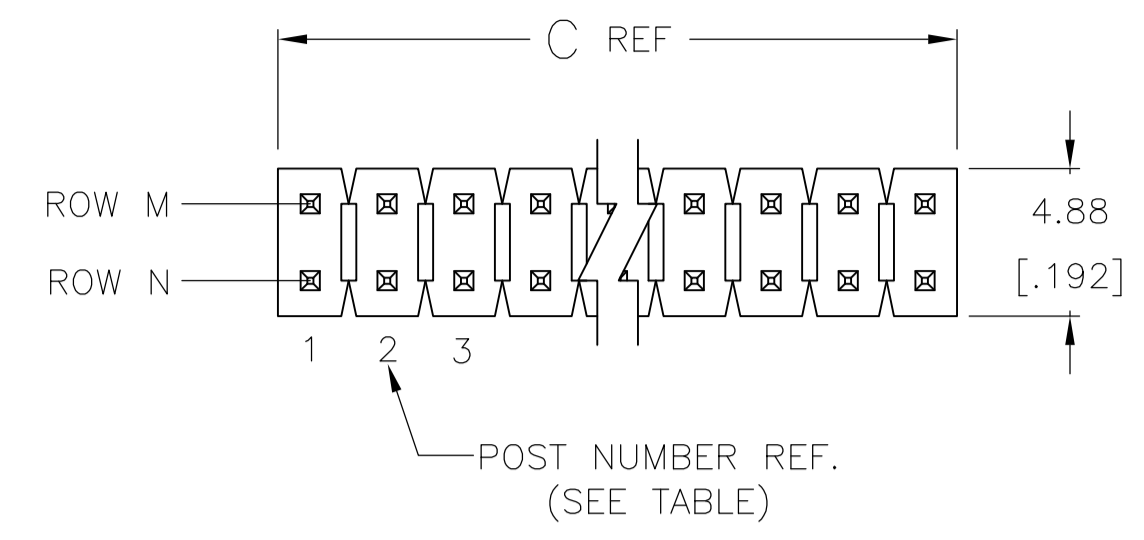 C REF
ROW M
4.88
ROW N
[.192]
1 2 3
POST NUMBER REF.
(SEE TABLE)